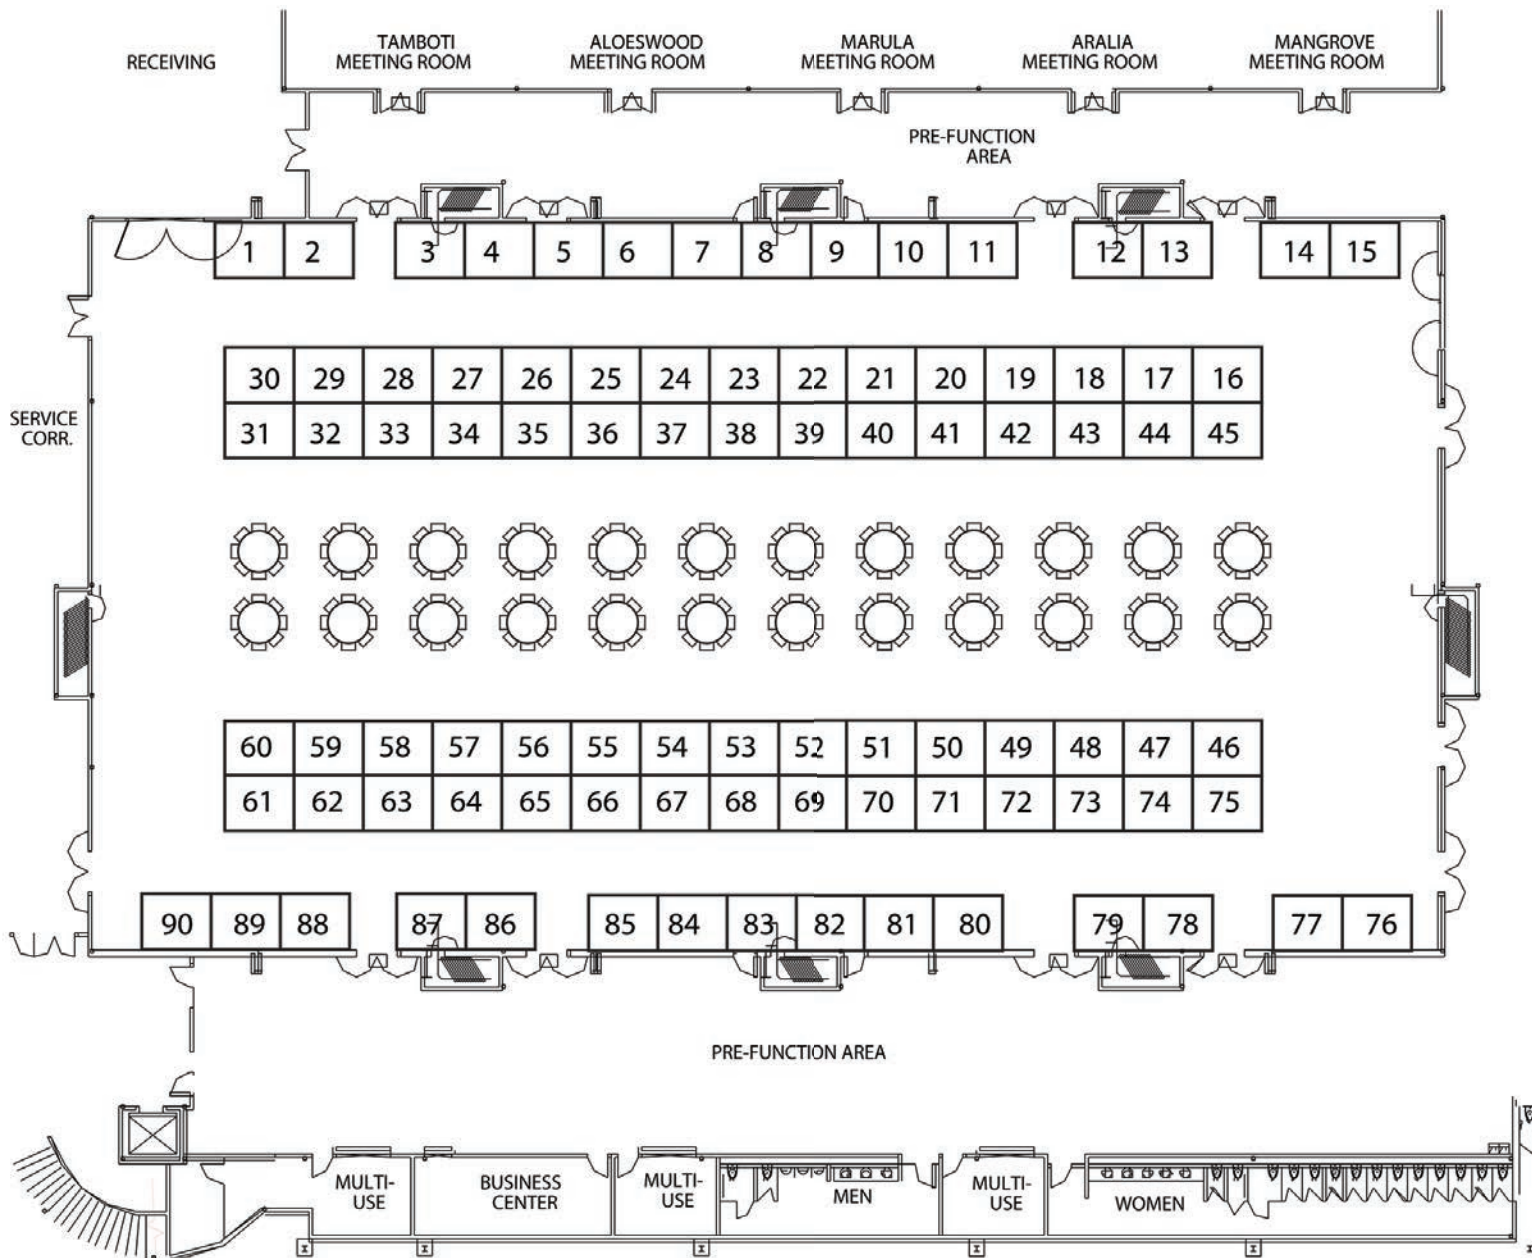 RECEIVING
TAMBOTI
MEETING ROOM
ALOESWOOD
MEETING ROOM
MARULA
MEETING ROOM
ARALIA
MEETING ROOM
MANGROVE
MEETING ROOM
PRE-FUNCTION
AREA
1 2 3 4 5 6 7 8 9 10 11 12 13 14 15
30 29 28 27 26 25 24 23 22 21 20 19 18 17 16
SERVICE
CORR.
31 32 33 34 35 36 37 38 39 40 41 42 43 44 45
60 59 58 57 56 55 54 53 52 51 50 49 48 47 46
61 62 63 64 65 66 67 68 69 70 71 72 73 74 75
90 89 88 87 86 85 84 83 82 81 80 79 78 77 76
PRE-FUNCTION AREA
MULTI-
USE
BUSINESS
CENTER
MULTI-
USE
MEN
MULTI-
USE
WOMEN